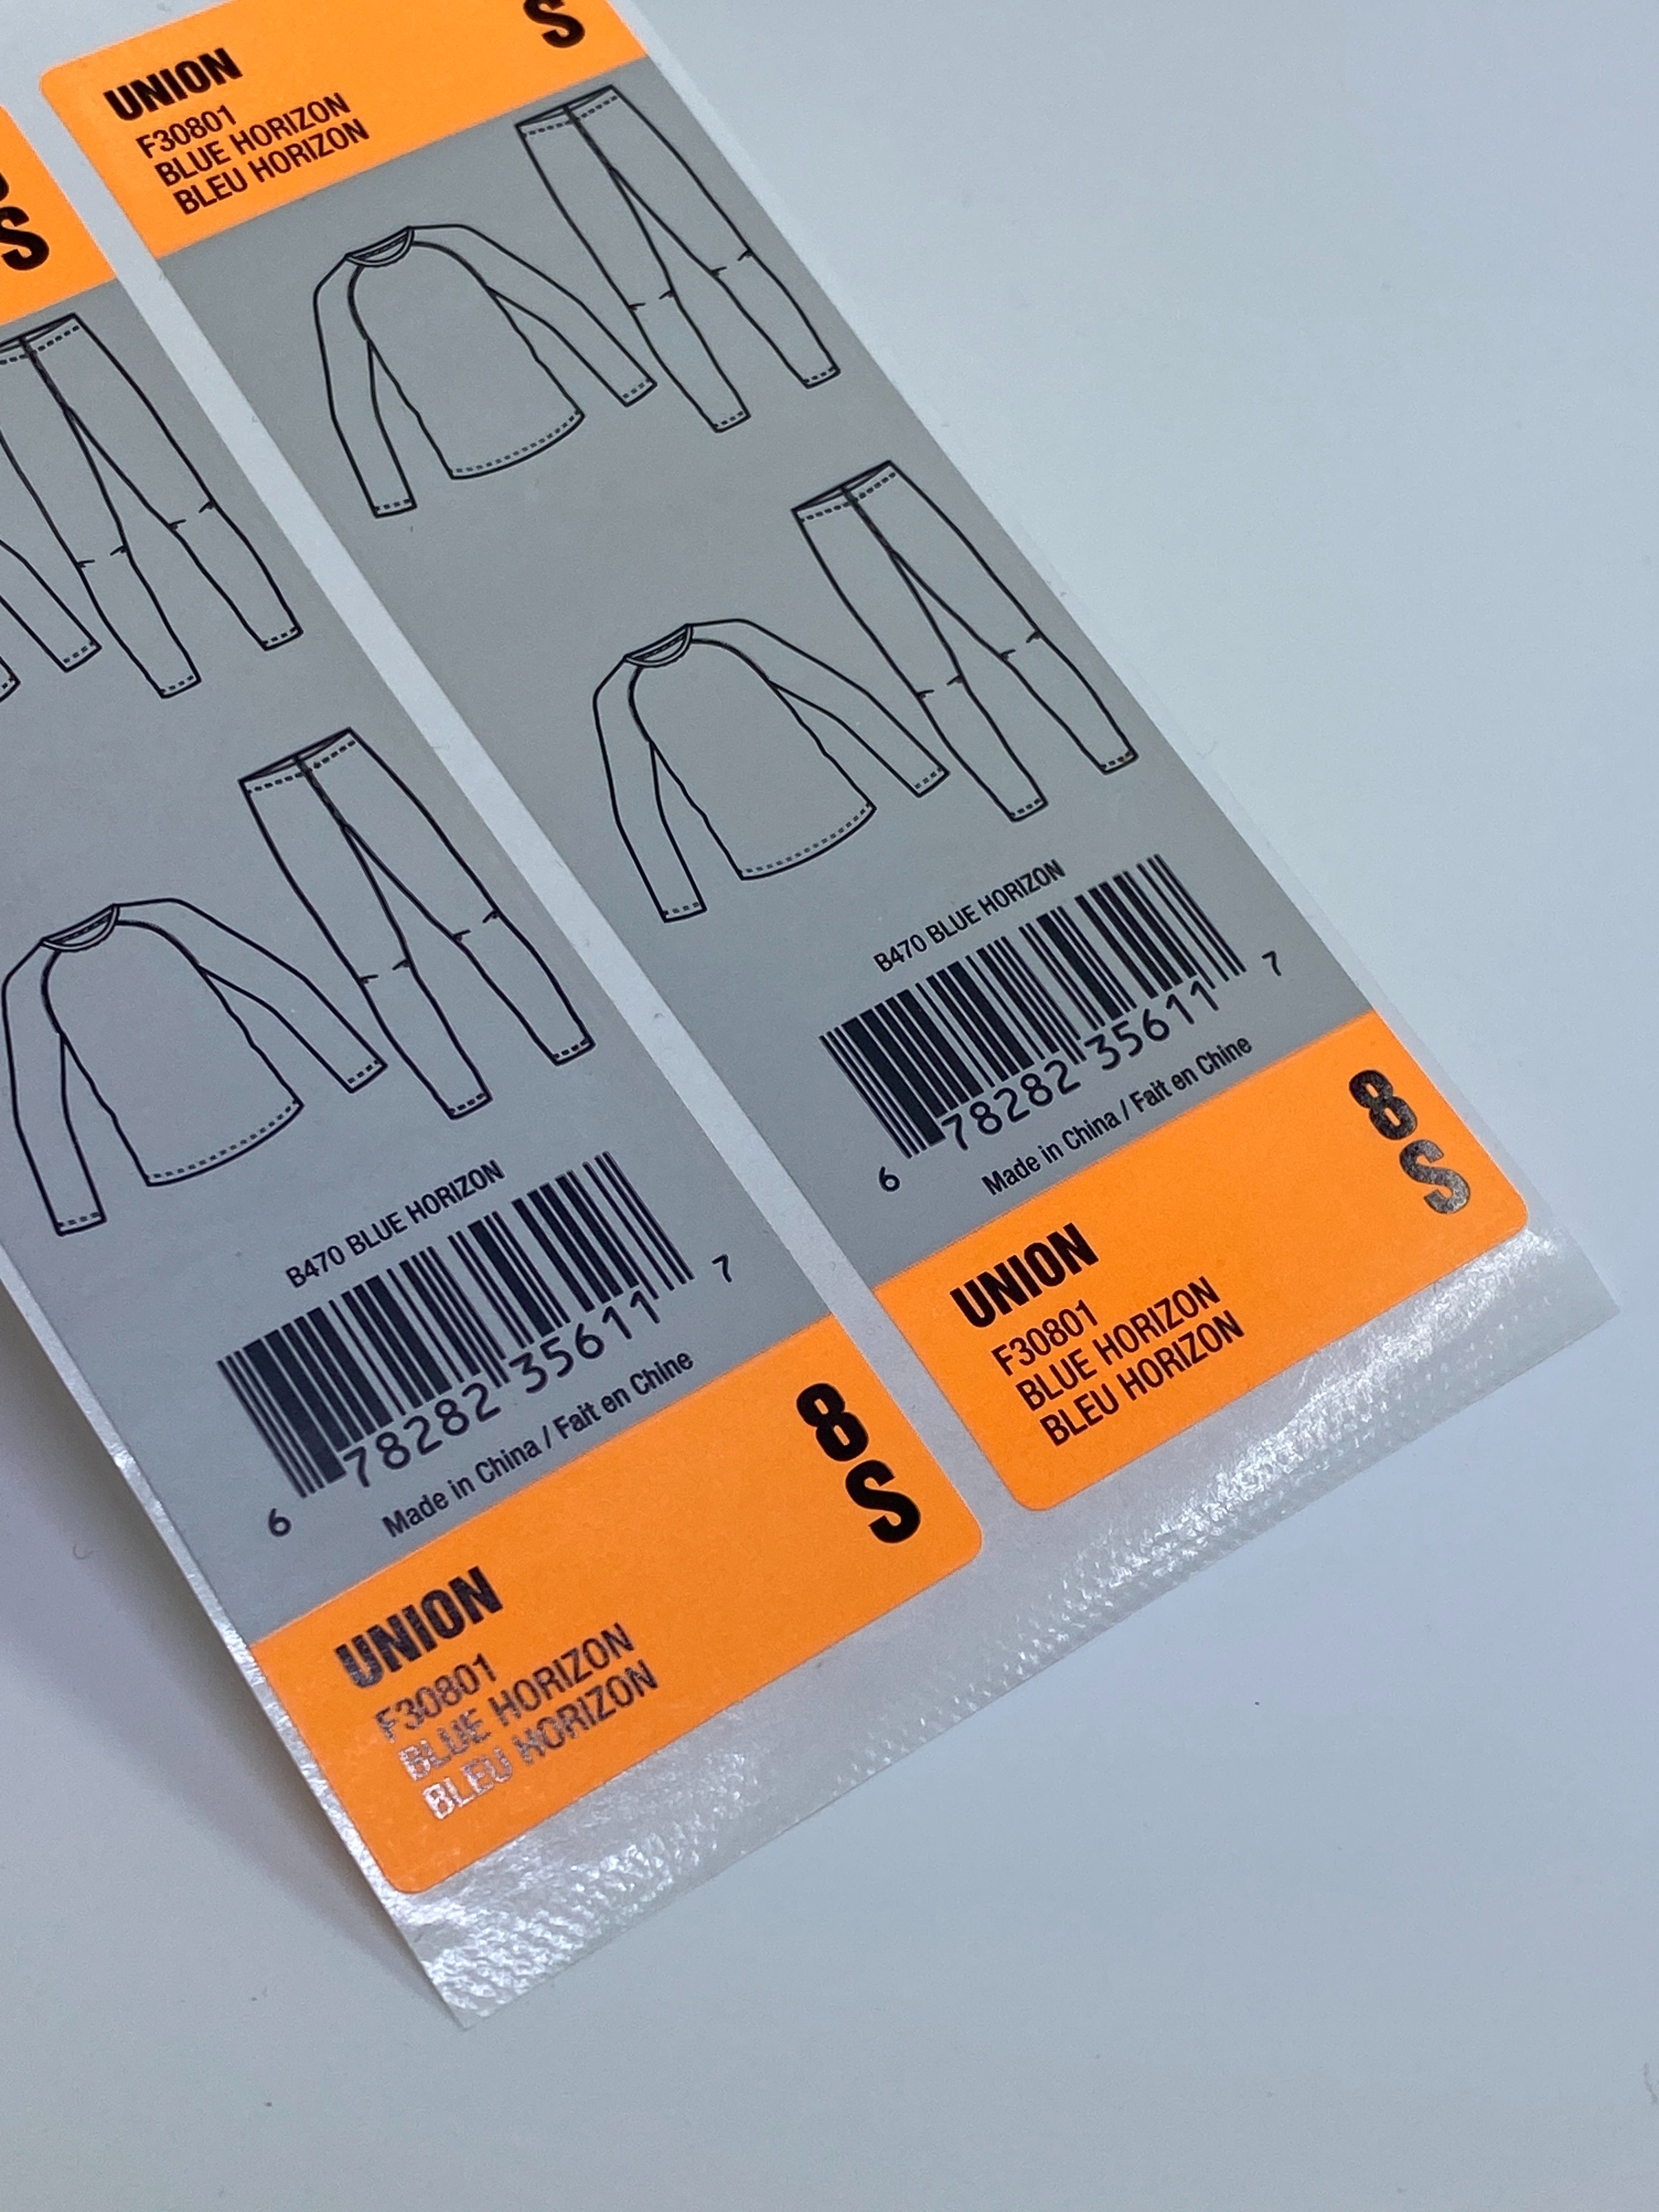 S
UNION
F30801
BLUE HORIZON
BLEU HORIZON
B470 BLUE HORIZON
6 78282 35611 7
Made in China / Fait en Chine
8
S
UNION
F30801
BLUE HORIZON
BLEU HORIZON
S
B470 BLUE HORIZON
6 78282 35611 7
Made in China / Fait en Chine
8
S
UNION
F30801
BLUE HORIZON
BLEU HORIZON